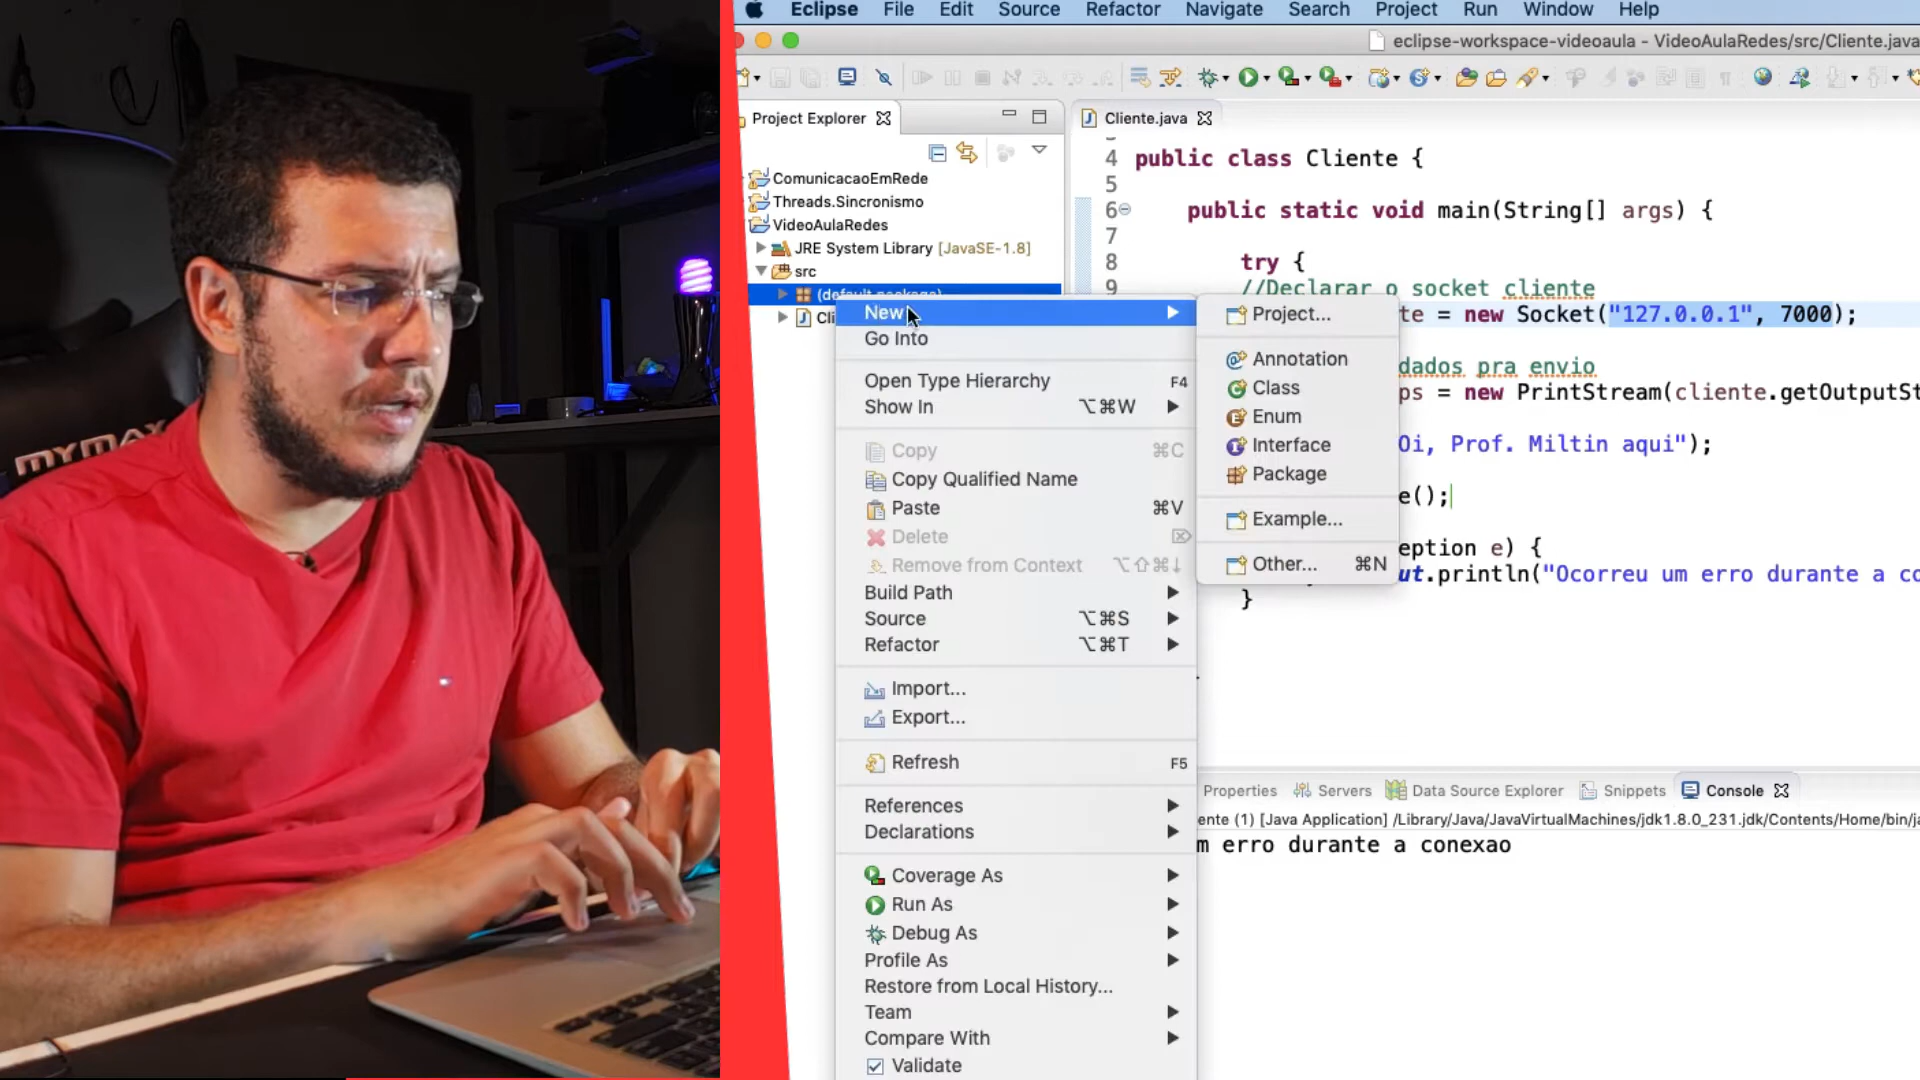 MYMAX
Eclipse File Edit Source Refactor Navigate Search Project Run Window Help
eclipse-workspace-videoaula - VideoAulaRedes/src/Cliente.java
Project Explorer
ComunicacaoEmRede
Threads.Sincronismo
VideoAulaRedes
JRE System Library [JavaSE-1.8]
src
(default package)
Cli
New
Go Into
Open Type Hierarchy F4
Show In ⌥⌘W
Copy ⌘C
Copy Qualified Name
Paste ⌘V
Delete ⌦
Remove from Context ⌥⇧⌘↓
Build Path
Source ⌥⌘S
Refactor ⌥⌘T
Import...
Export...
Refresh F5
References
Declarations
Coverage As
Run As
Debug As
Profile As
Restore from Local History...
Team
Compare With
Validate
Project...
Annotation
Class
Enum
Interface
Package
Example...
Other... ⌘N
Cliente.java
4 public class Cliente {
5
6 public static void main(String[] args) {
7
8 try {
9 //Declarar o socket cliente
te = new Socket("127.0.0.1", 7000);
dados pra envio
ps = new PrintStream(cliente.getOutputSt
Oi, Prof. Miltin aqui");
e();
eption e) {
ut.println("Ocorreu um erro durante a co
}
Properties Servers Data Source Explorer Snippets Console
ente (1) [Java Application] /Library/Java/JavaVirtualMachines/jdk1.8.0_231.jdk/Contents/Home/bin/ja
m erro durante a conexao